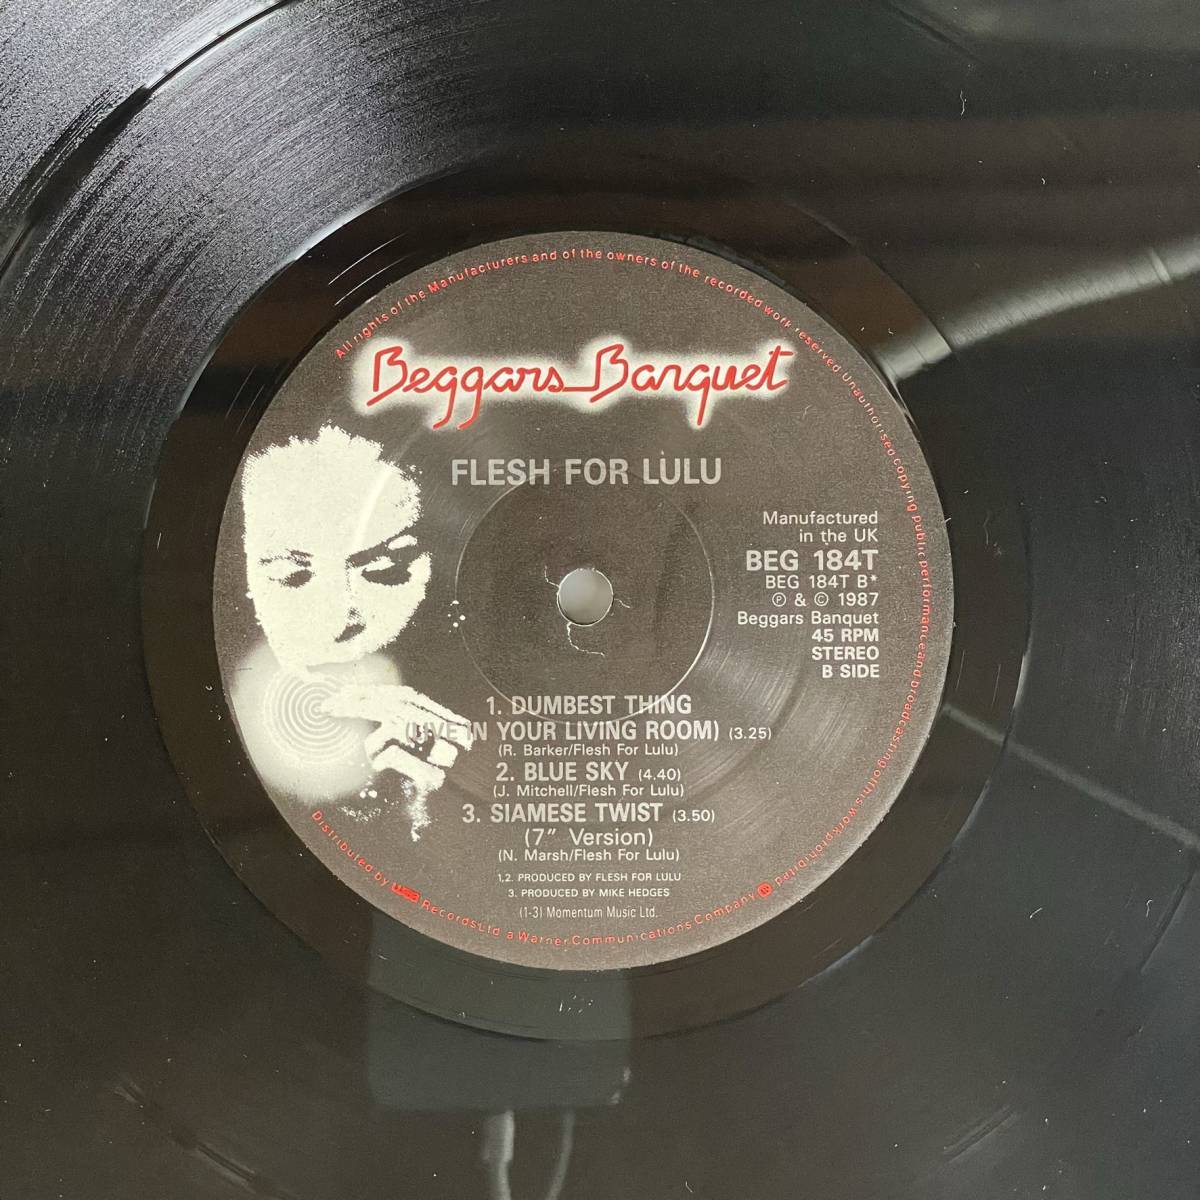 All rights of the Manufacturers and of the owners of the recorded work reserved Unauthorised copying public performance and broadcasting of this work prohibited
Beggars Banquet
FLESH FOR LULU
Manufactured
in the UK
BEG 184T
BEG 184T B*
℗ & © 1987
Beggars Banquet
45 RPM
STEREO
B SIDE
1. DUMBEST THING
(LIVE IN YOUR LIVING ROOM) (3.25)
(R. Barker/Flesh For Lulu)
2. BLUE SKY (4.40)
(J. Mitchell/Flesh For Lulu)
3. SIAMESE TWIST (3.50)
(7” Version)
(N. Marsh/Flesh For Lulu)
1,2. PRODUCED BY FLESH FOR LULU
3. PRODUCED BY MIKE HEDGES
(1-3) Momentum Music Ltd.
Distributed by wea Records Ltd a Warner Communications Company